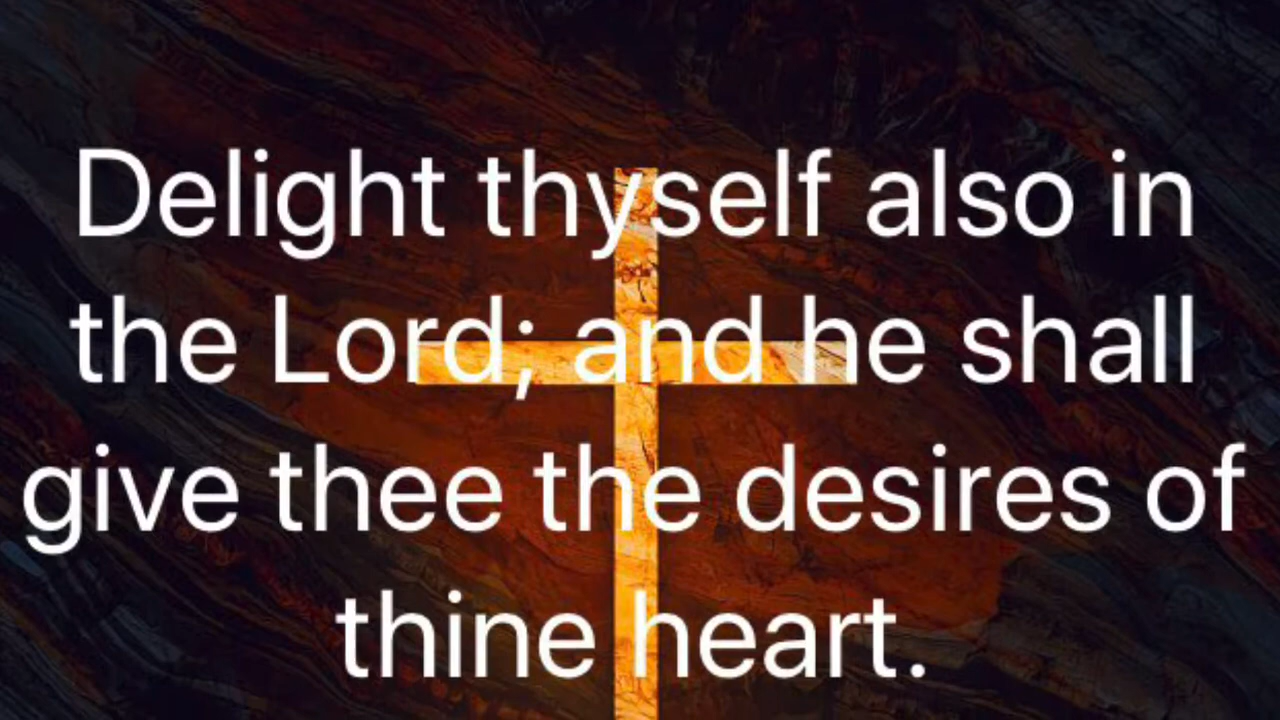 Delight thyself also in
the Lord; and he shall
give thee the desires of
thine heart.